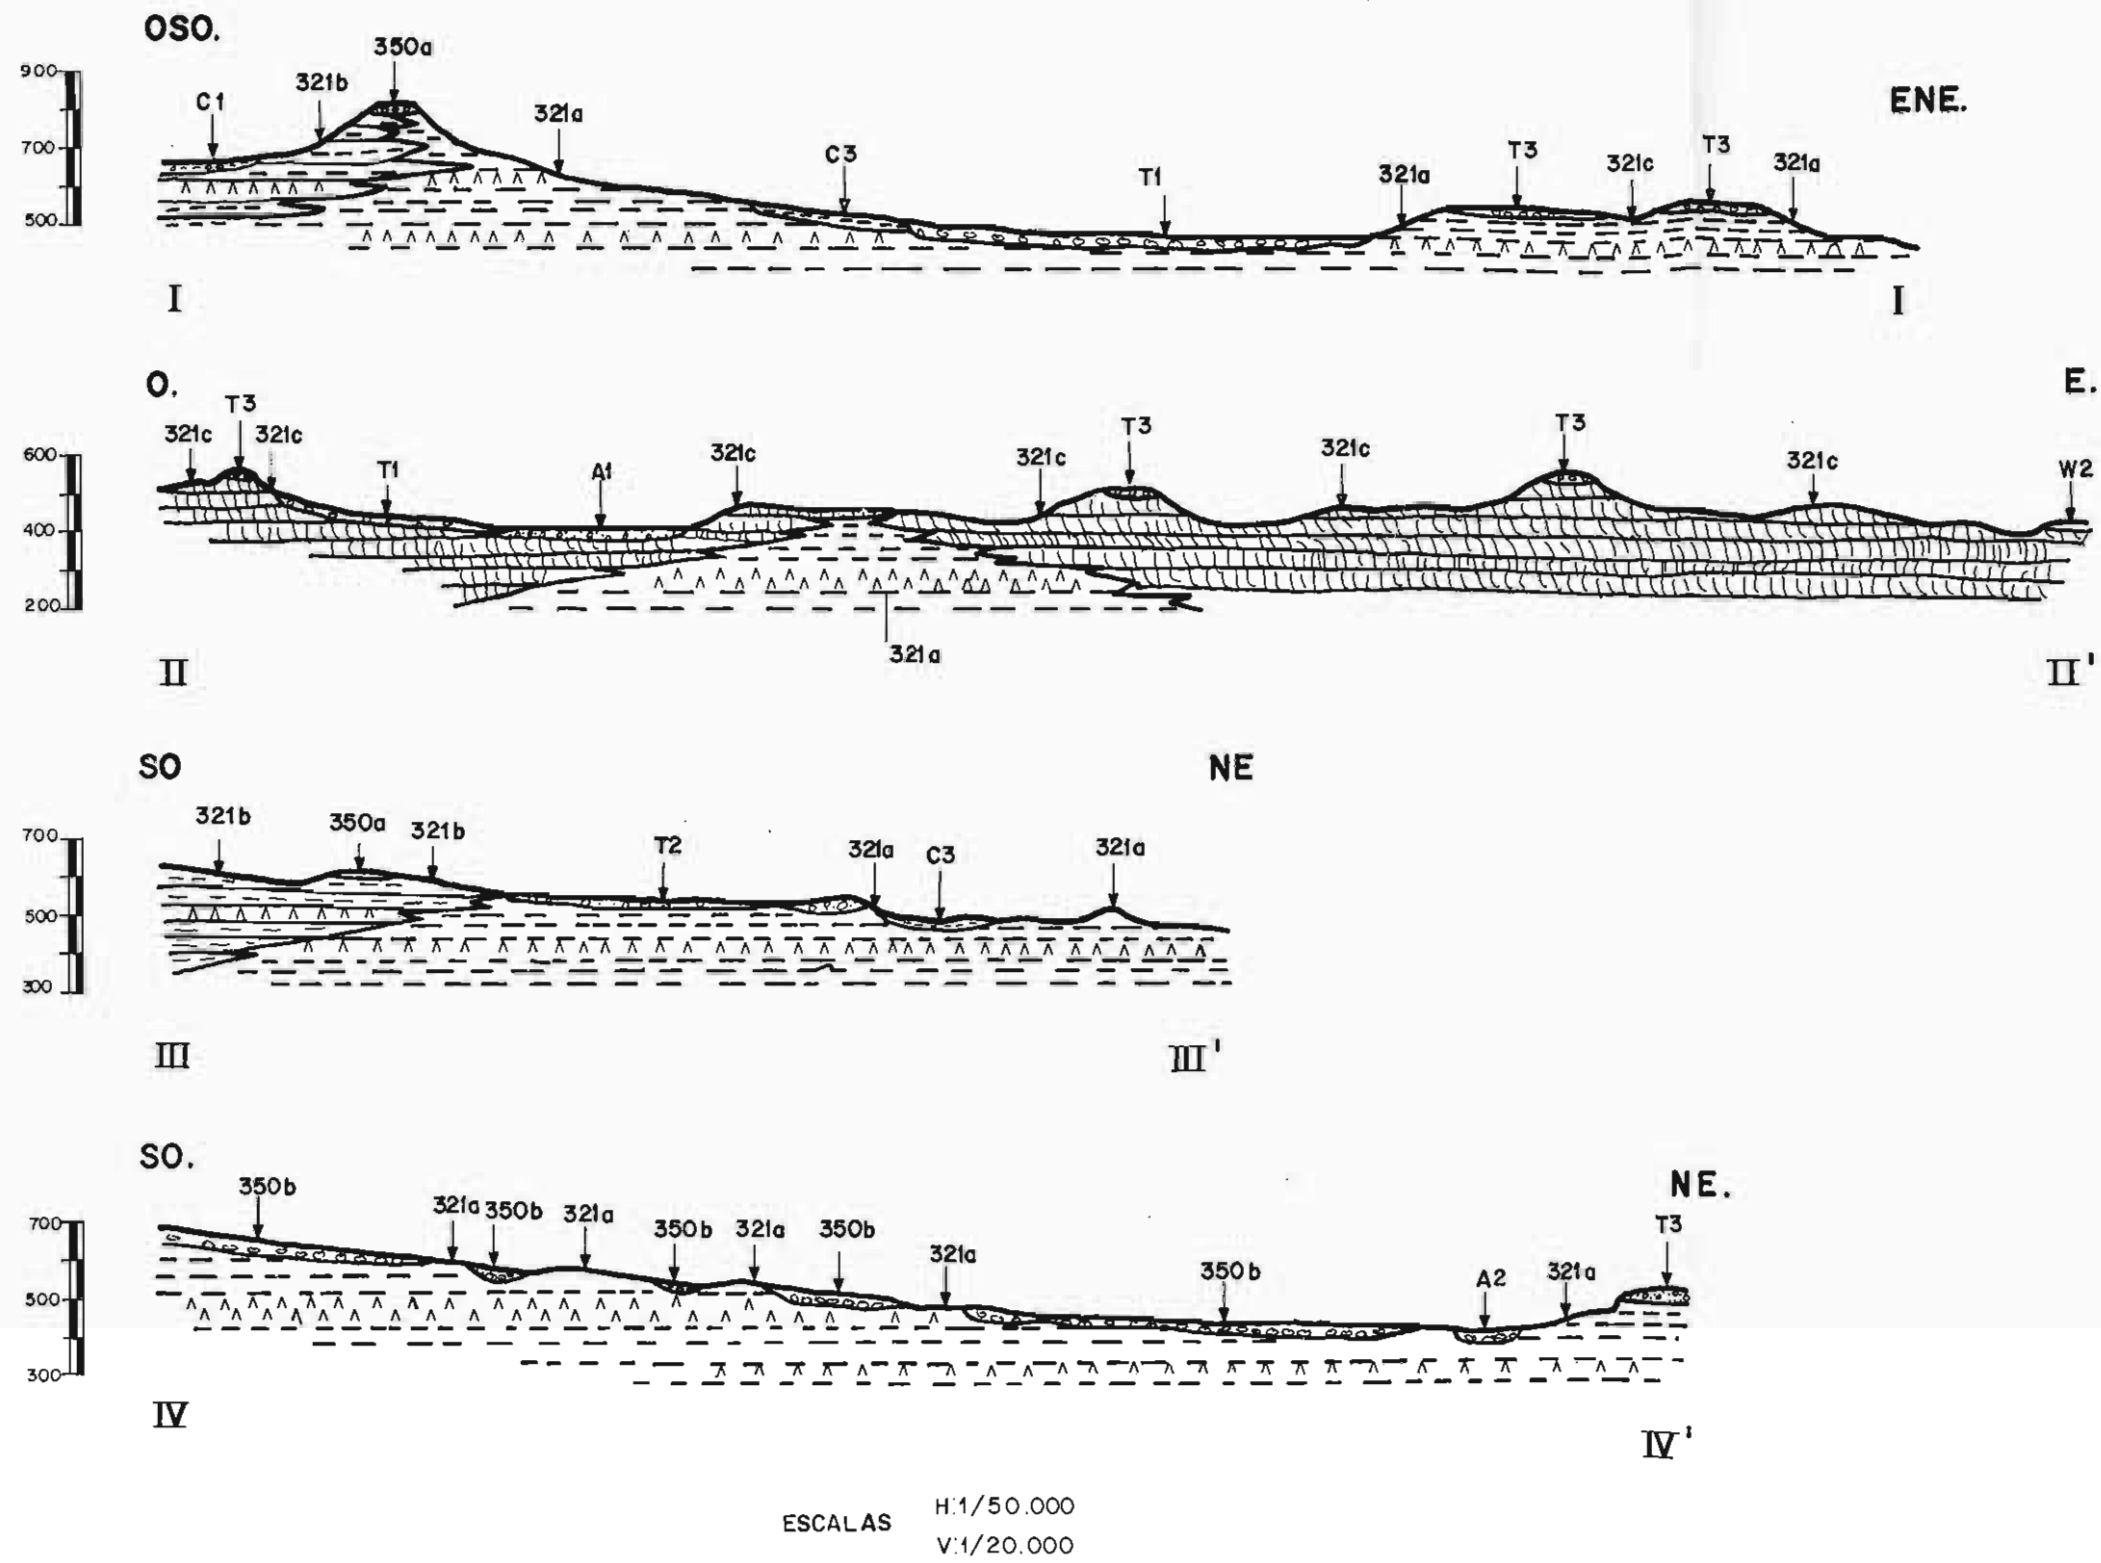 OSO.
350a
900
321b
C1
321a
ENE.
700
C3
T3
T3
321c
321a
321a
T1
500
I
I
O.
E.
T3
321c
321c
T3
T3
321c
321c
321c
321c
600
T1
A1
W2
400
200
321a
II
II'
SO
NE
321b
350a
321b
700
T2
321a
C3
321a
500
300
III
III'
SO.
350b
NE.
321a
350b
321a
700
350b
321a
350b
T3
321a
350b
A2
321a
500
300
IV
IV'
ESCALAS
H:1/50.000
V:1/20.000